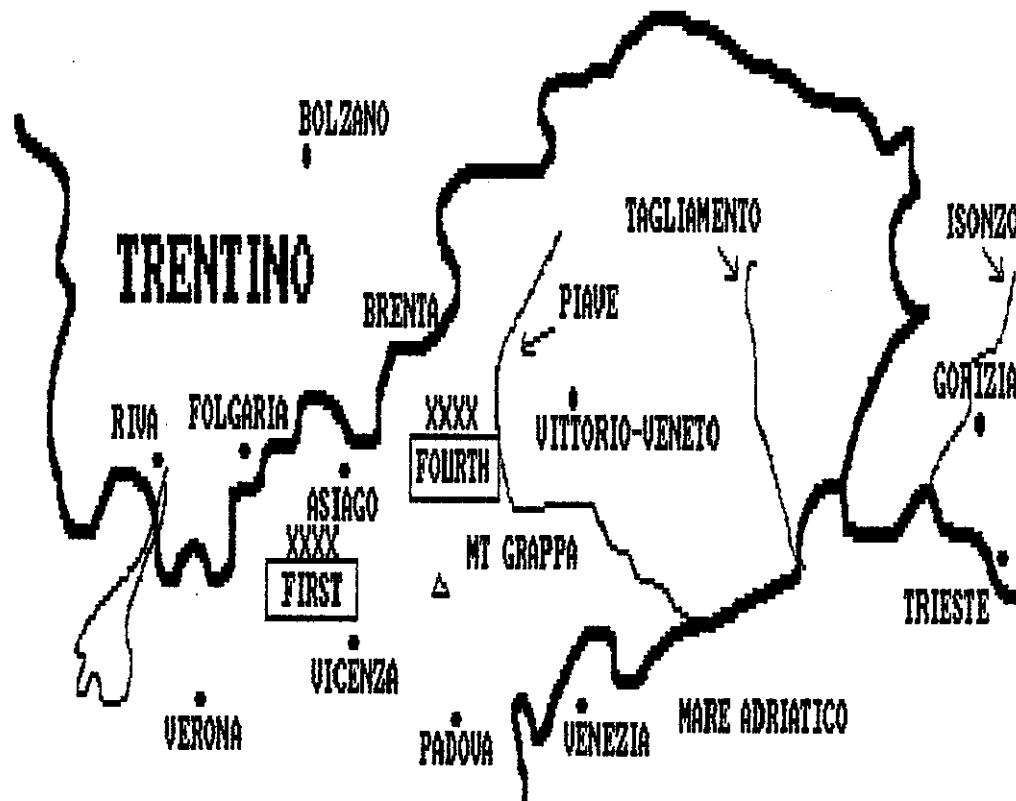 BOLZANO
TAGLIAMENTO
ISONZO
TRENTINO
BRENTA
PIAVE
GORIZIA
RIVA
FOLGARIA
XXXX
FOURTH
VITTORIO-VENETO
ASIAGO
XXXX
FIRST
MT GRAPPA
TRIESTE
VICENZA
VERONA
PADOVA
VENEZIA
MARE ADRIATICO